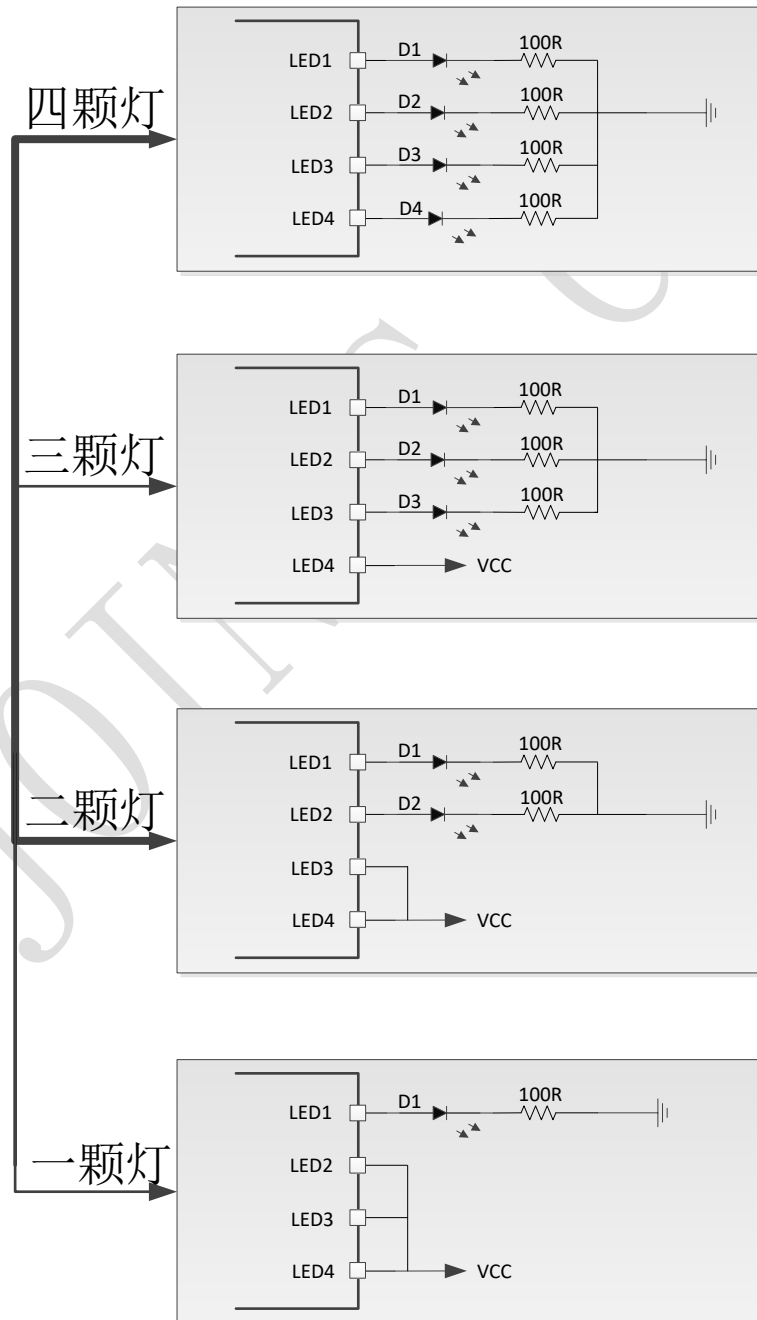 四颗灯
LED1 D1 100R
LED2 D2 100R
LED3 D3 100R
LED4 D4 100R
三颗灯
LED1 D1 100R
LED2 D2 100R
LED3 D3 100R
LED4 VCC
二颗灯
LED1 D1 100R
LED2 D2 100R
LED3
LED4 VCC
一颗灯
LED1 D1 100R
LED2
LED3
LED4 VCC